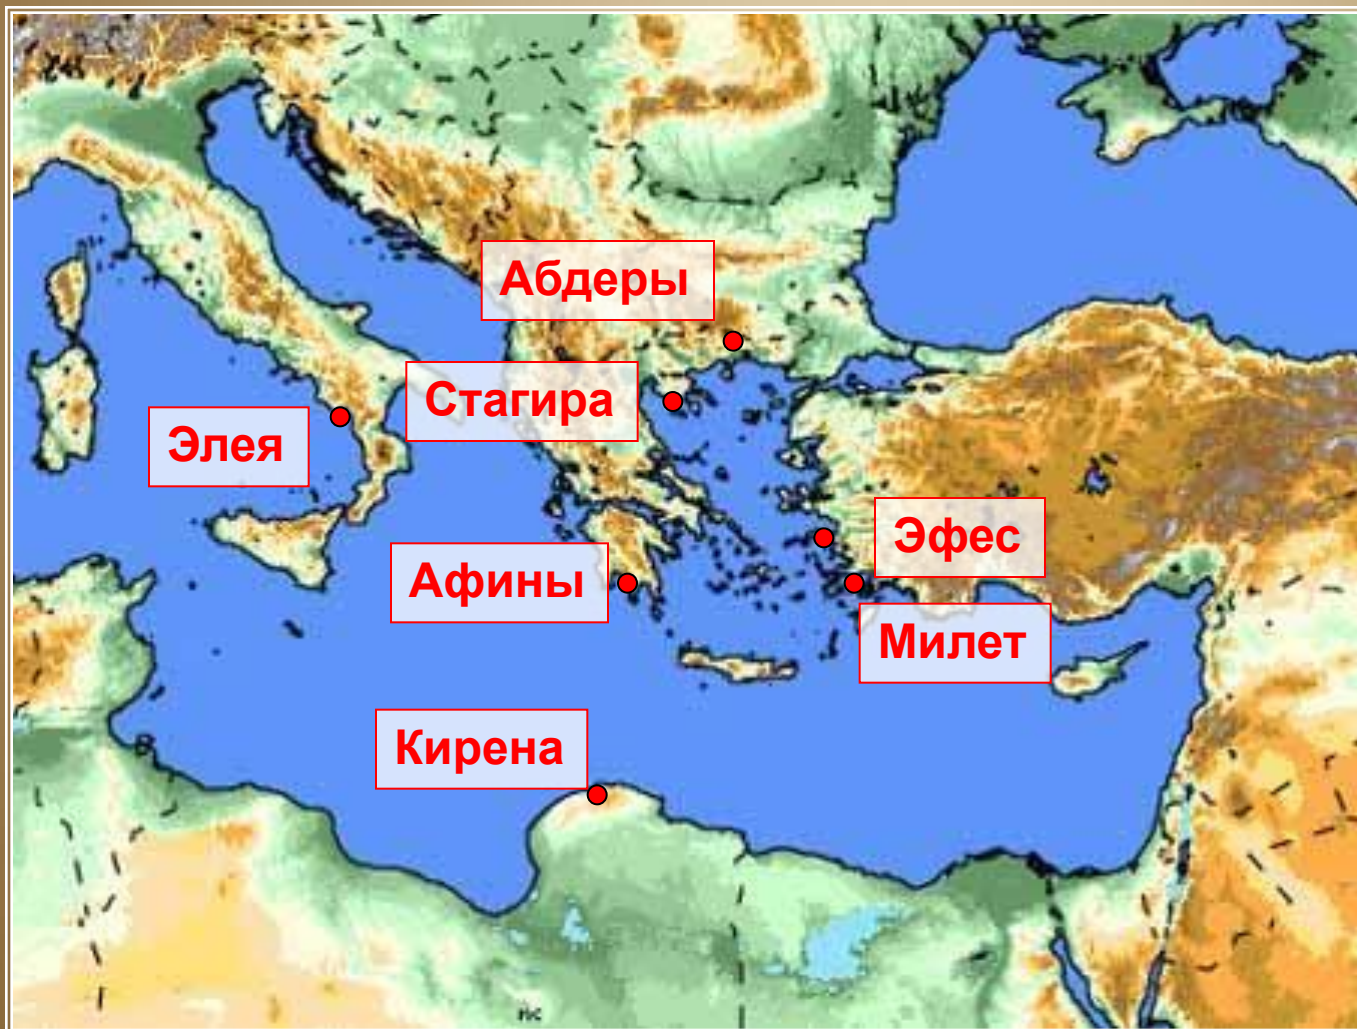 Абдеры
Стагира
Элея
Эфес
Афины
Милет
Кирена